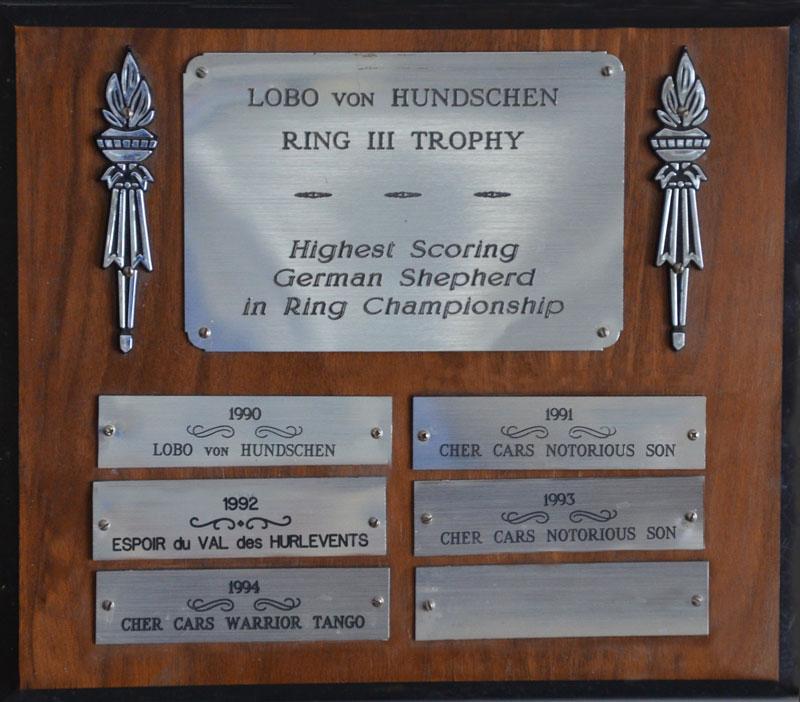 LOBO von HUNDSCHEN
RING III TROPHY
Highest Scoring
German Shepherd
in Ring Championship
1990
LOBO von HUNDSCHEN
1991
CHER CARS NOTORIOUS SON
1992
ESPOIR du VAL des HURLEVENTS
1993
CHER CARS NOTORIOUS SON
1994
CHER CARS WARRIOR TANGO